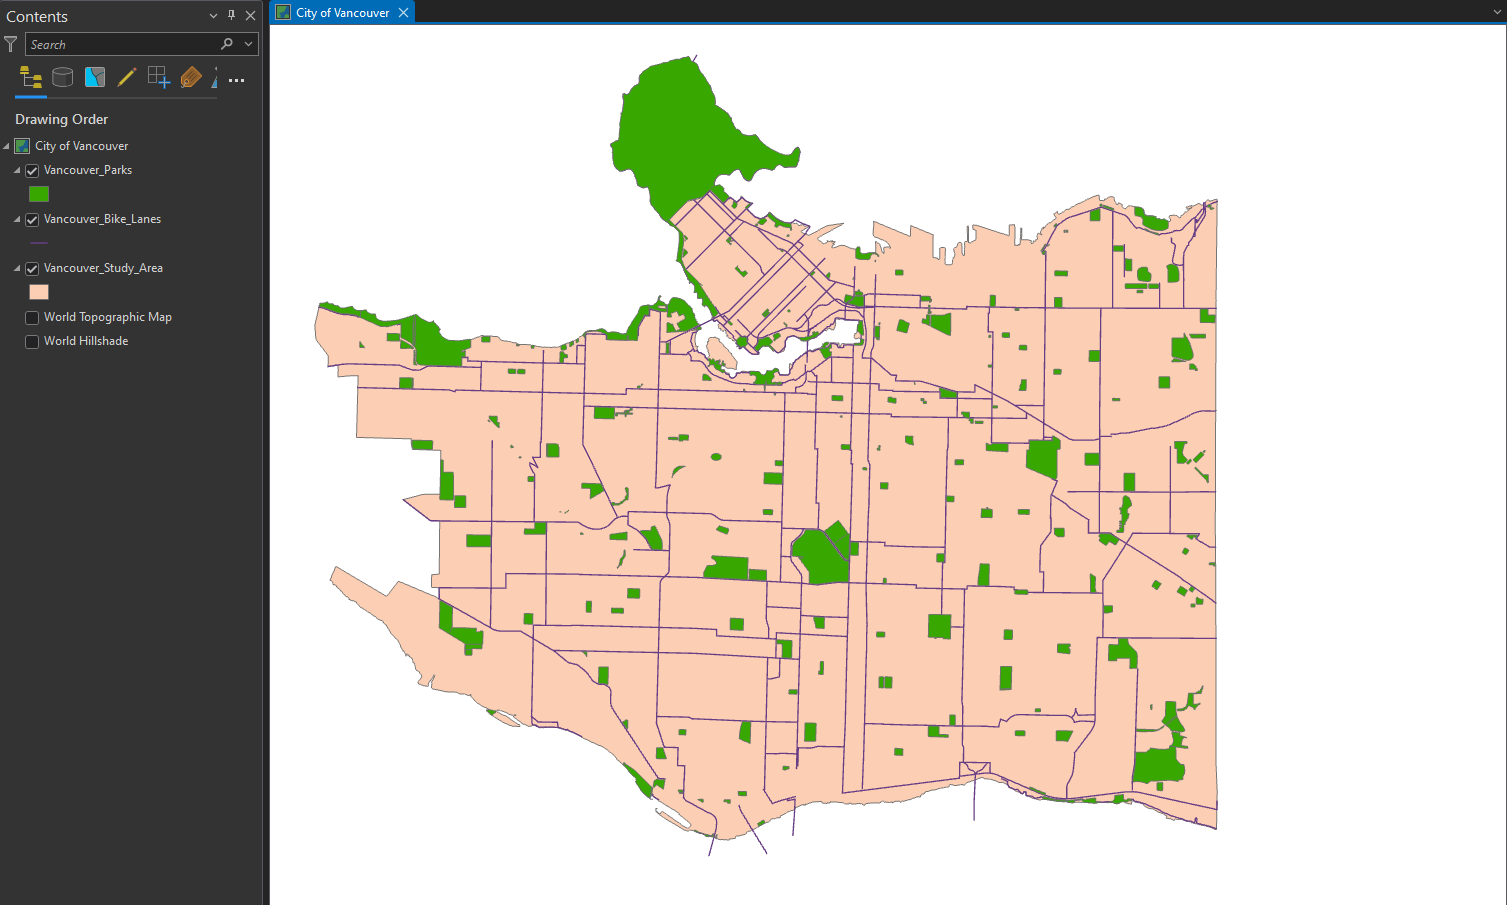 Contents
City of Vancouver
Search
Drawing Order
City of Vancouver
Vancouver_Parks
Vancouver_Bike_Lanes
Vancouver_Study_Area
World Topographic Map
World Hillshade